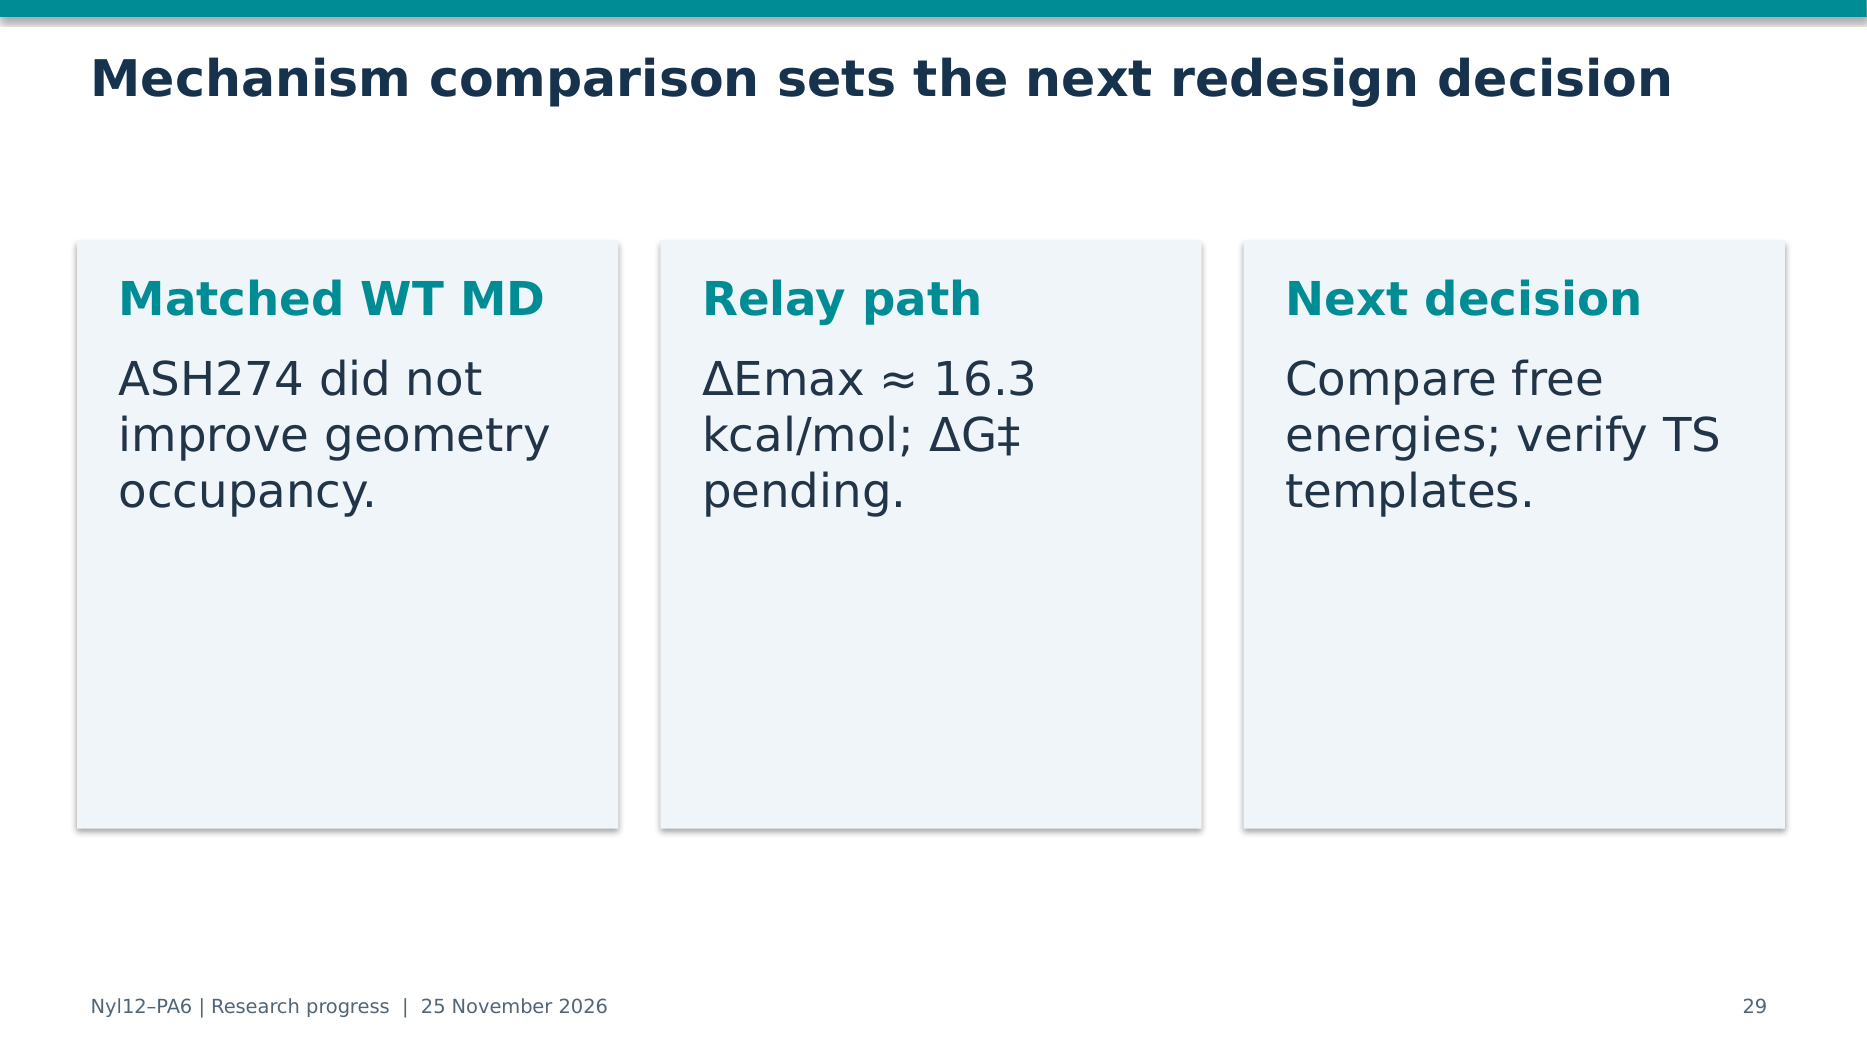 Mechanism comparison sets the next redesign decision
Matched WT MD
ASH274 did not
improve geometry
occupancy.
Relay path
ΔEmax ≈ 16.3
kcal/mol; ΔG‡
pending.
Next decision
Compare free
energies; verify TS
templates.
Nyl12–PA6 | Research progress | 25 November 2026
29